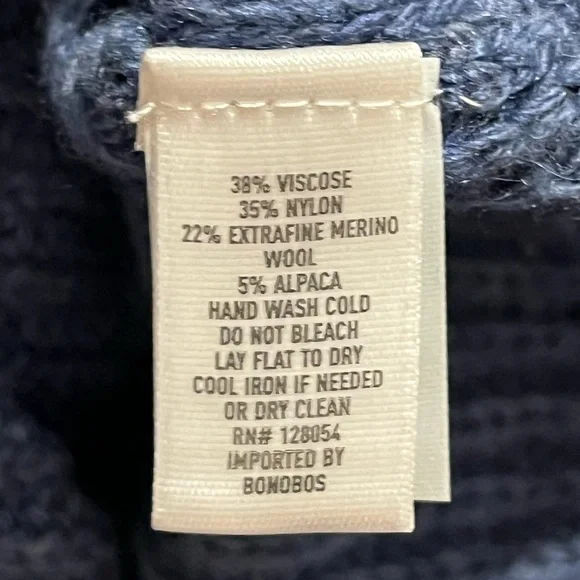 38% VISCOSE
35% NYLON
22% EXTRAFINE MERINO
WOOL
5% ALPACA
HAND WASH COLD
DO NOT BLEACH
LAY FLAT TO DRY
COOL IRON IF NEEDED
OR DRY CLEAN
RN# 128054
IMPORTED BY
BONOBOS